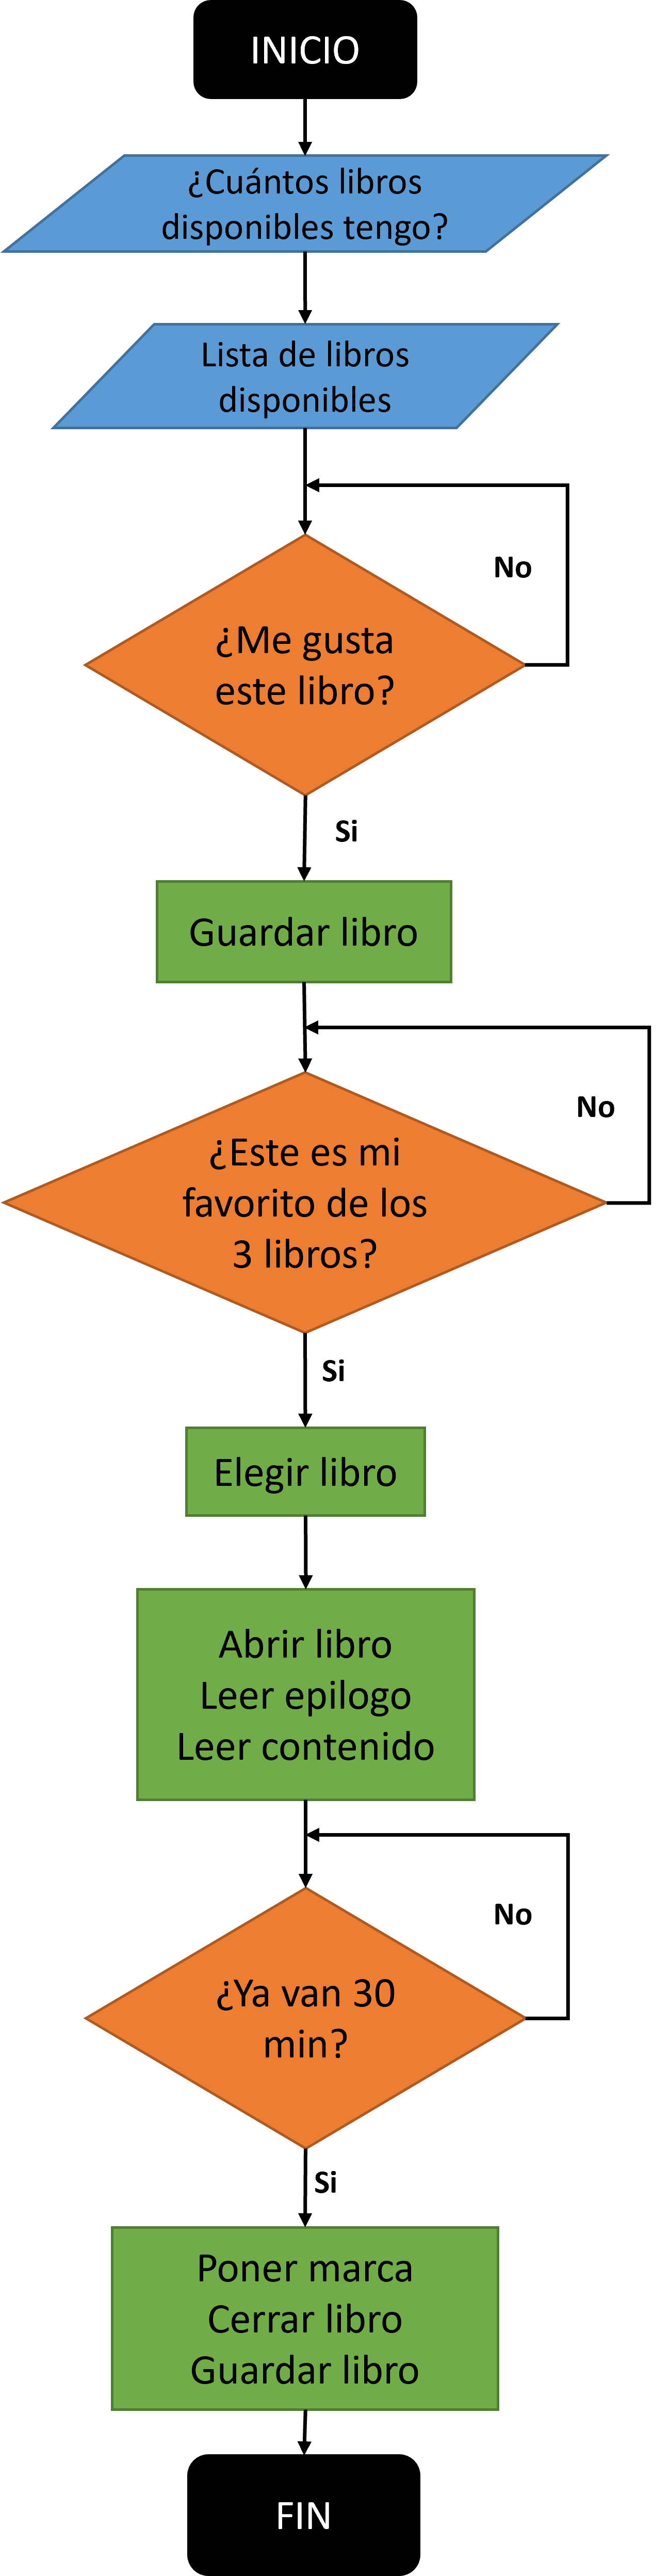 INICIO
¿Cuántos libros
disponibles tengo?
Lista de libros
disponibles
No
¿Me gusta
este libro?
Si
Guardar libro
No
¿Este es mi
favorito de los
3 libros?
Si
Elegir libro
Abrir libro
Leer epilogo
Leer contenido
No
¿Ya van 30
min?
Si
Poner marca
Cerrar libro
Guardar libro
FIN